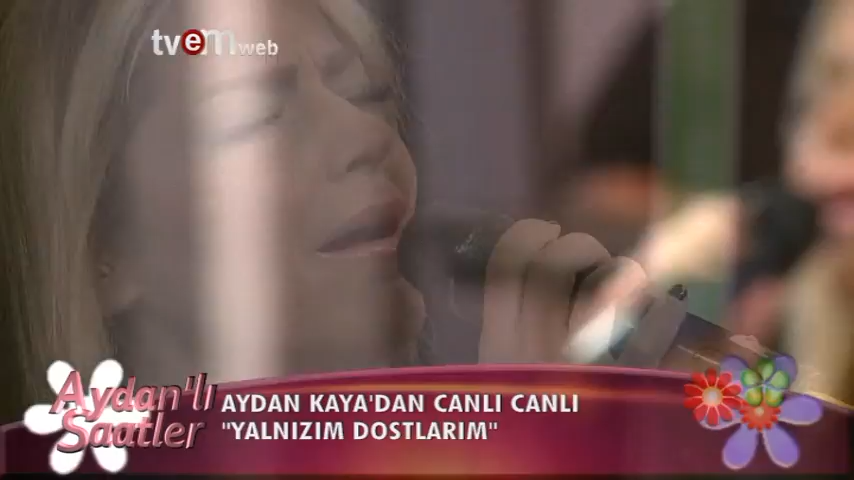 tvem web
Aydan'lı
Saatler
AYDAN KAYA'DAN CANLI CANLI
"YALNIZIM DOSTLARIM"